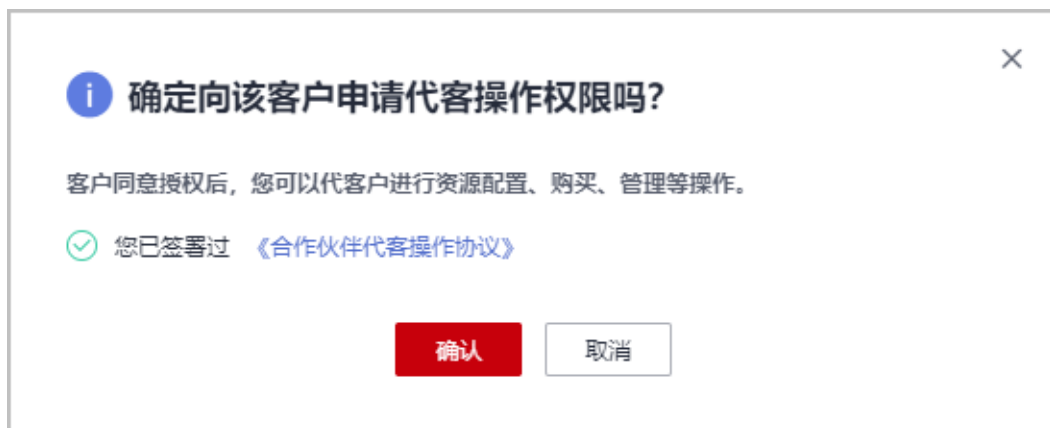 确定向该客户申请代客操作权限吗?
客户同意授权后，您可以代客户进行资源配置、购买、管理等操作。
您已签署过 《合作伙伴代客操作协议》
确认 取消